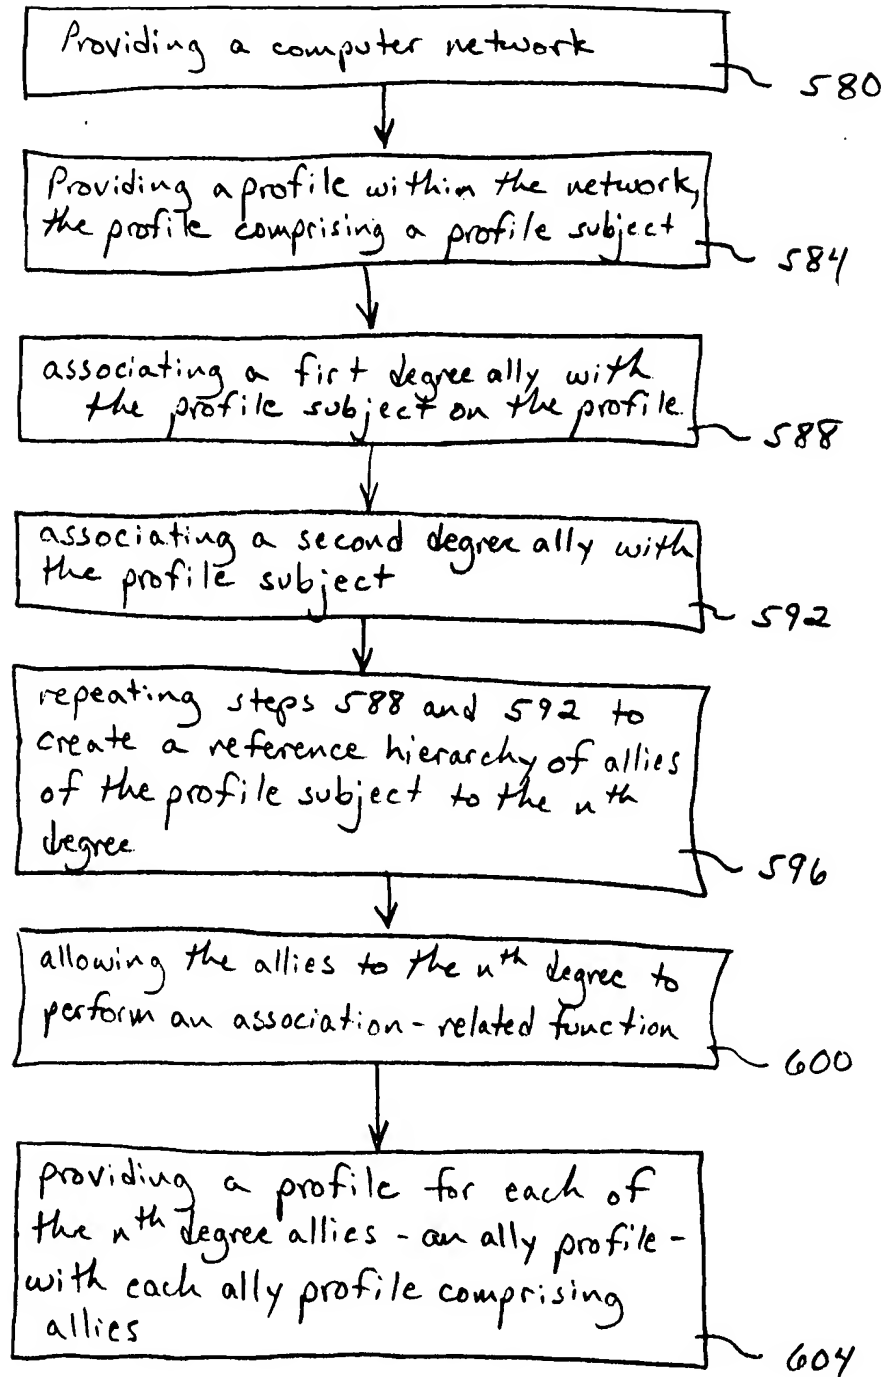 Providing a computer network
580
Providing a profile within the network,
the profile comprising a profile subject
584
associating a first degree ally with
the profile subject on the profile.
588
associating a second degree ally with
the profile subject
592
repeating steps 588 and 592 to
create a reference hierarchy of allies
of the profile subject to the nth
degree
596
allowing the allies to the nth degree to
perform an association-related function
600
providing a profile for each of
the nth degree allies - an ally profile -
with each ally profile comprising
allies
604